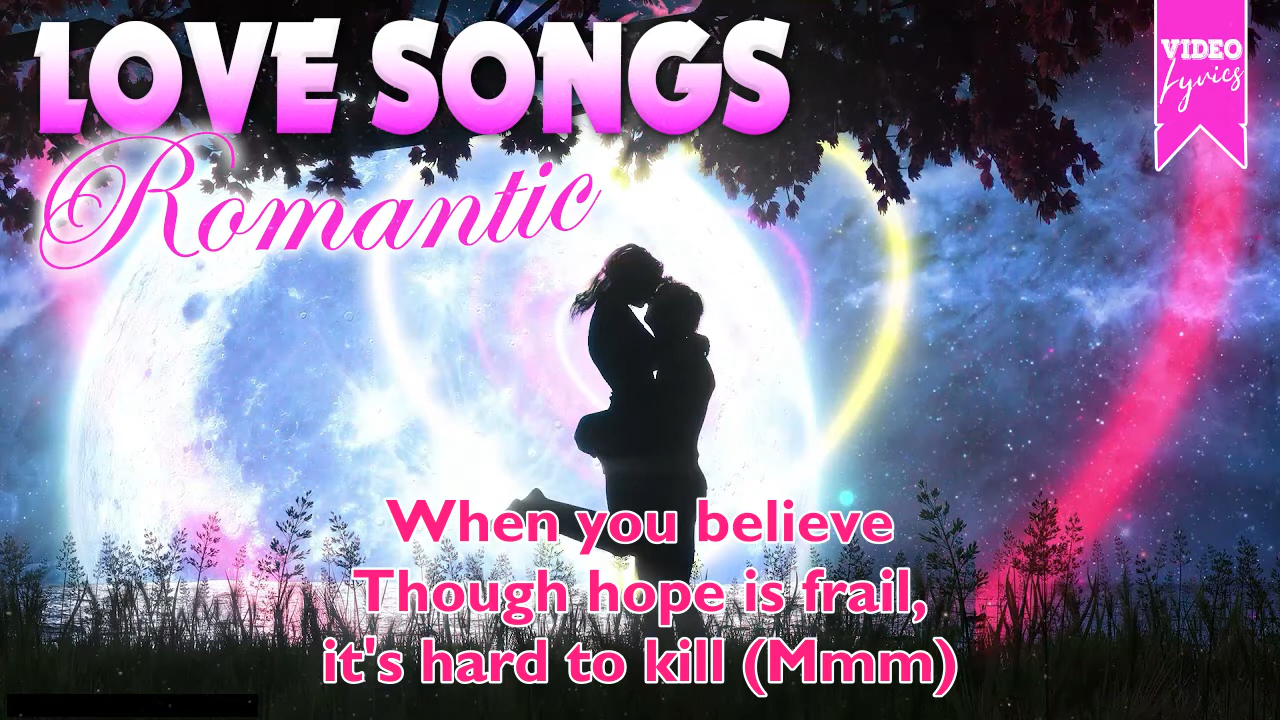 LOVE SONGS
Romantic
VIDEO
Lyrics
When you believe
Though hope is frail,
it's hard to kill (Mmm)